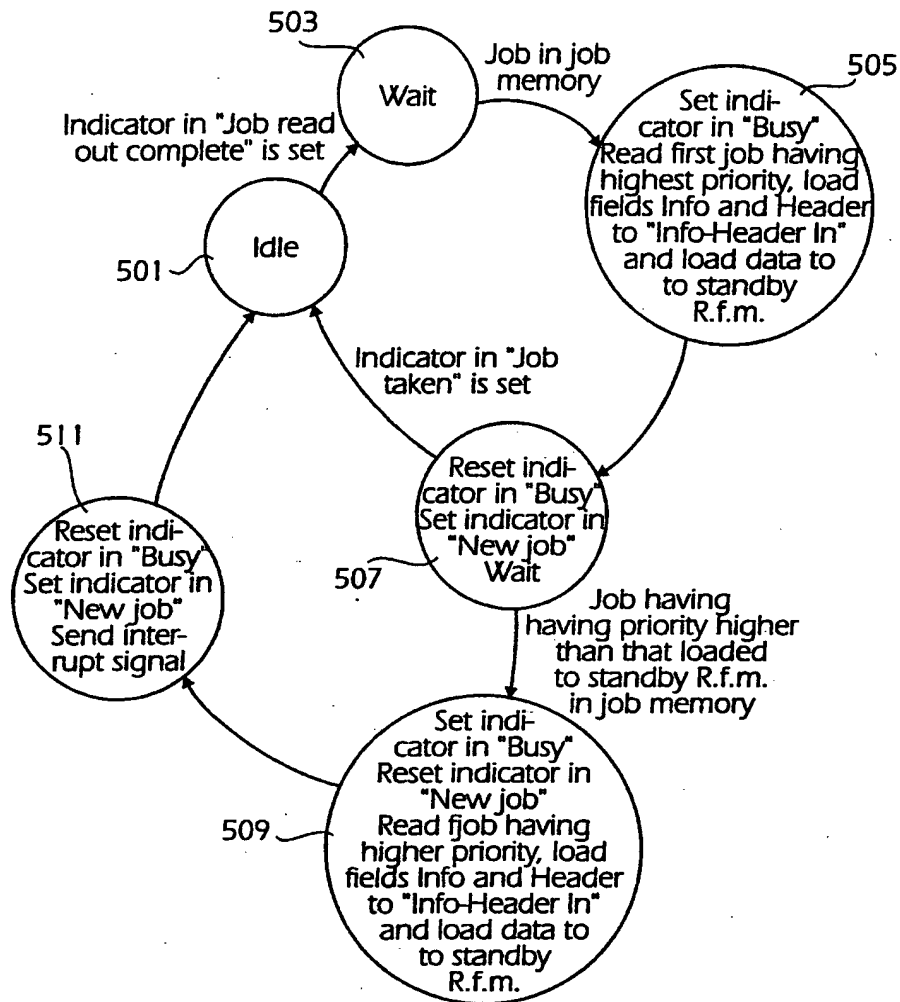 503
Wait
Job in job
memory
505
Set indi-
cator in "Busy"
Read first job having
highest priority, load
fields Info and Header
to "Info-Header In"
and load data to
to standby
R.f.m.
Indicator in "Job read
out complete" is set
Idle
501
Indicator in "Job
taken" is set
511
Reset indi-
cator in "Busy"
Set indicator in
"New job"
Send inter-
rupt signal
Reset indi-
cator in "Busy"
Set indicator in
"New job"
Wait
507
Job having
having priority higher
than that loaded
to standby R.f.m.
in job memory
Set indi-
cator in "Busy"
Reset indicator in
"New job"
Read fjob having
higher priority, load
fields Info and Header
to "Info-Header In"
and load data to
to standby
R.f.m.
509